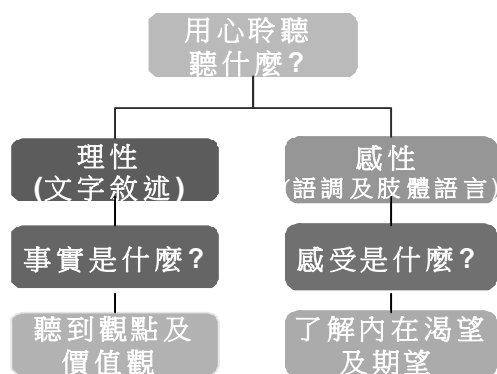 用心聆聽
聽什麼?
理性
(文字敘述)
感性
(語調及肢體語言)
事實是什麼?
感受是什麼?
聽到觀點及
價值觀
了解內在渴望
及期望